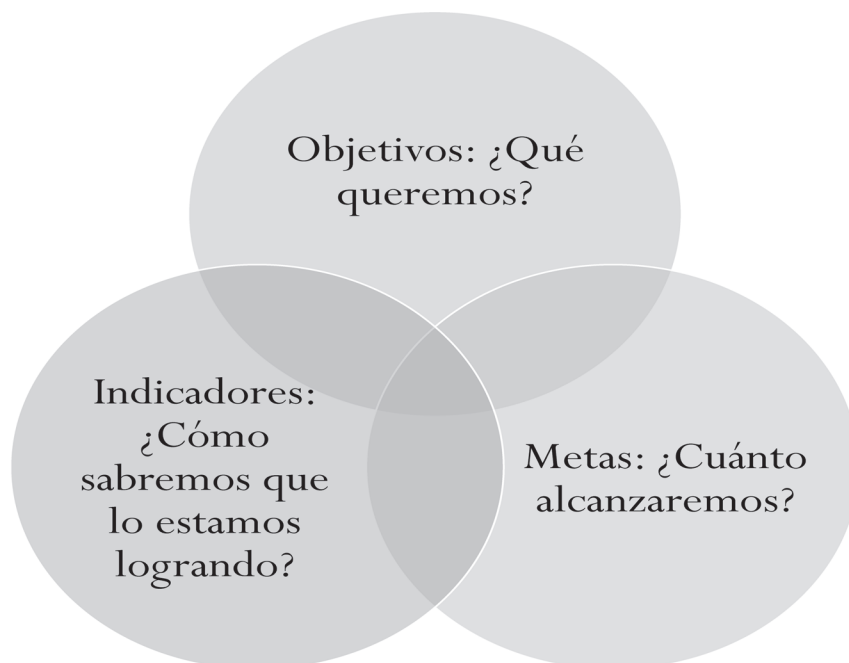 Objetivos: ¿Qué
queremos?
Indicadores:
¿Cómo
sabremos que
lo estamos
logrando?
Metas: ¿Cuánto
alcanzaremos?